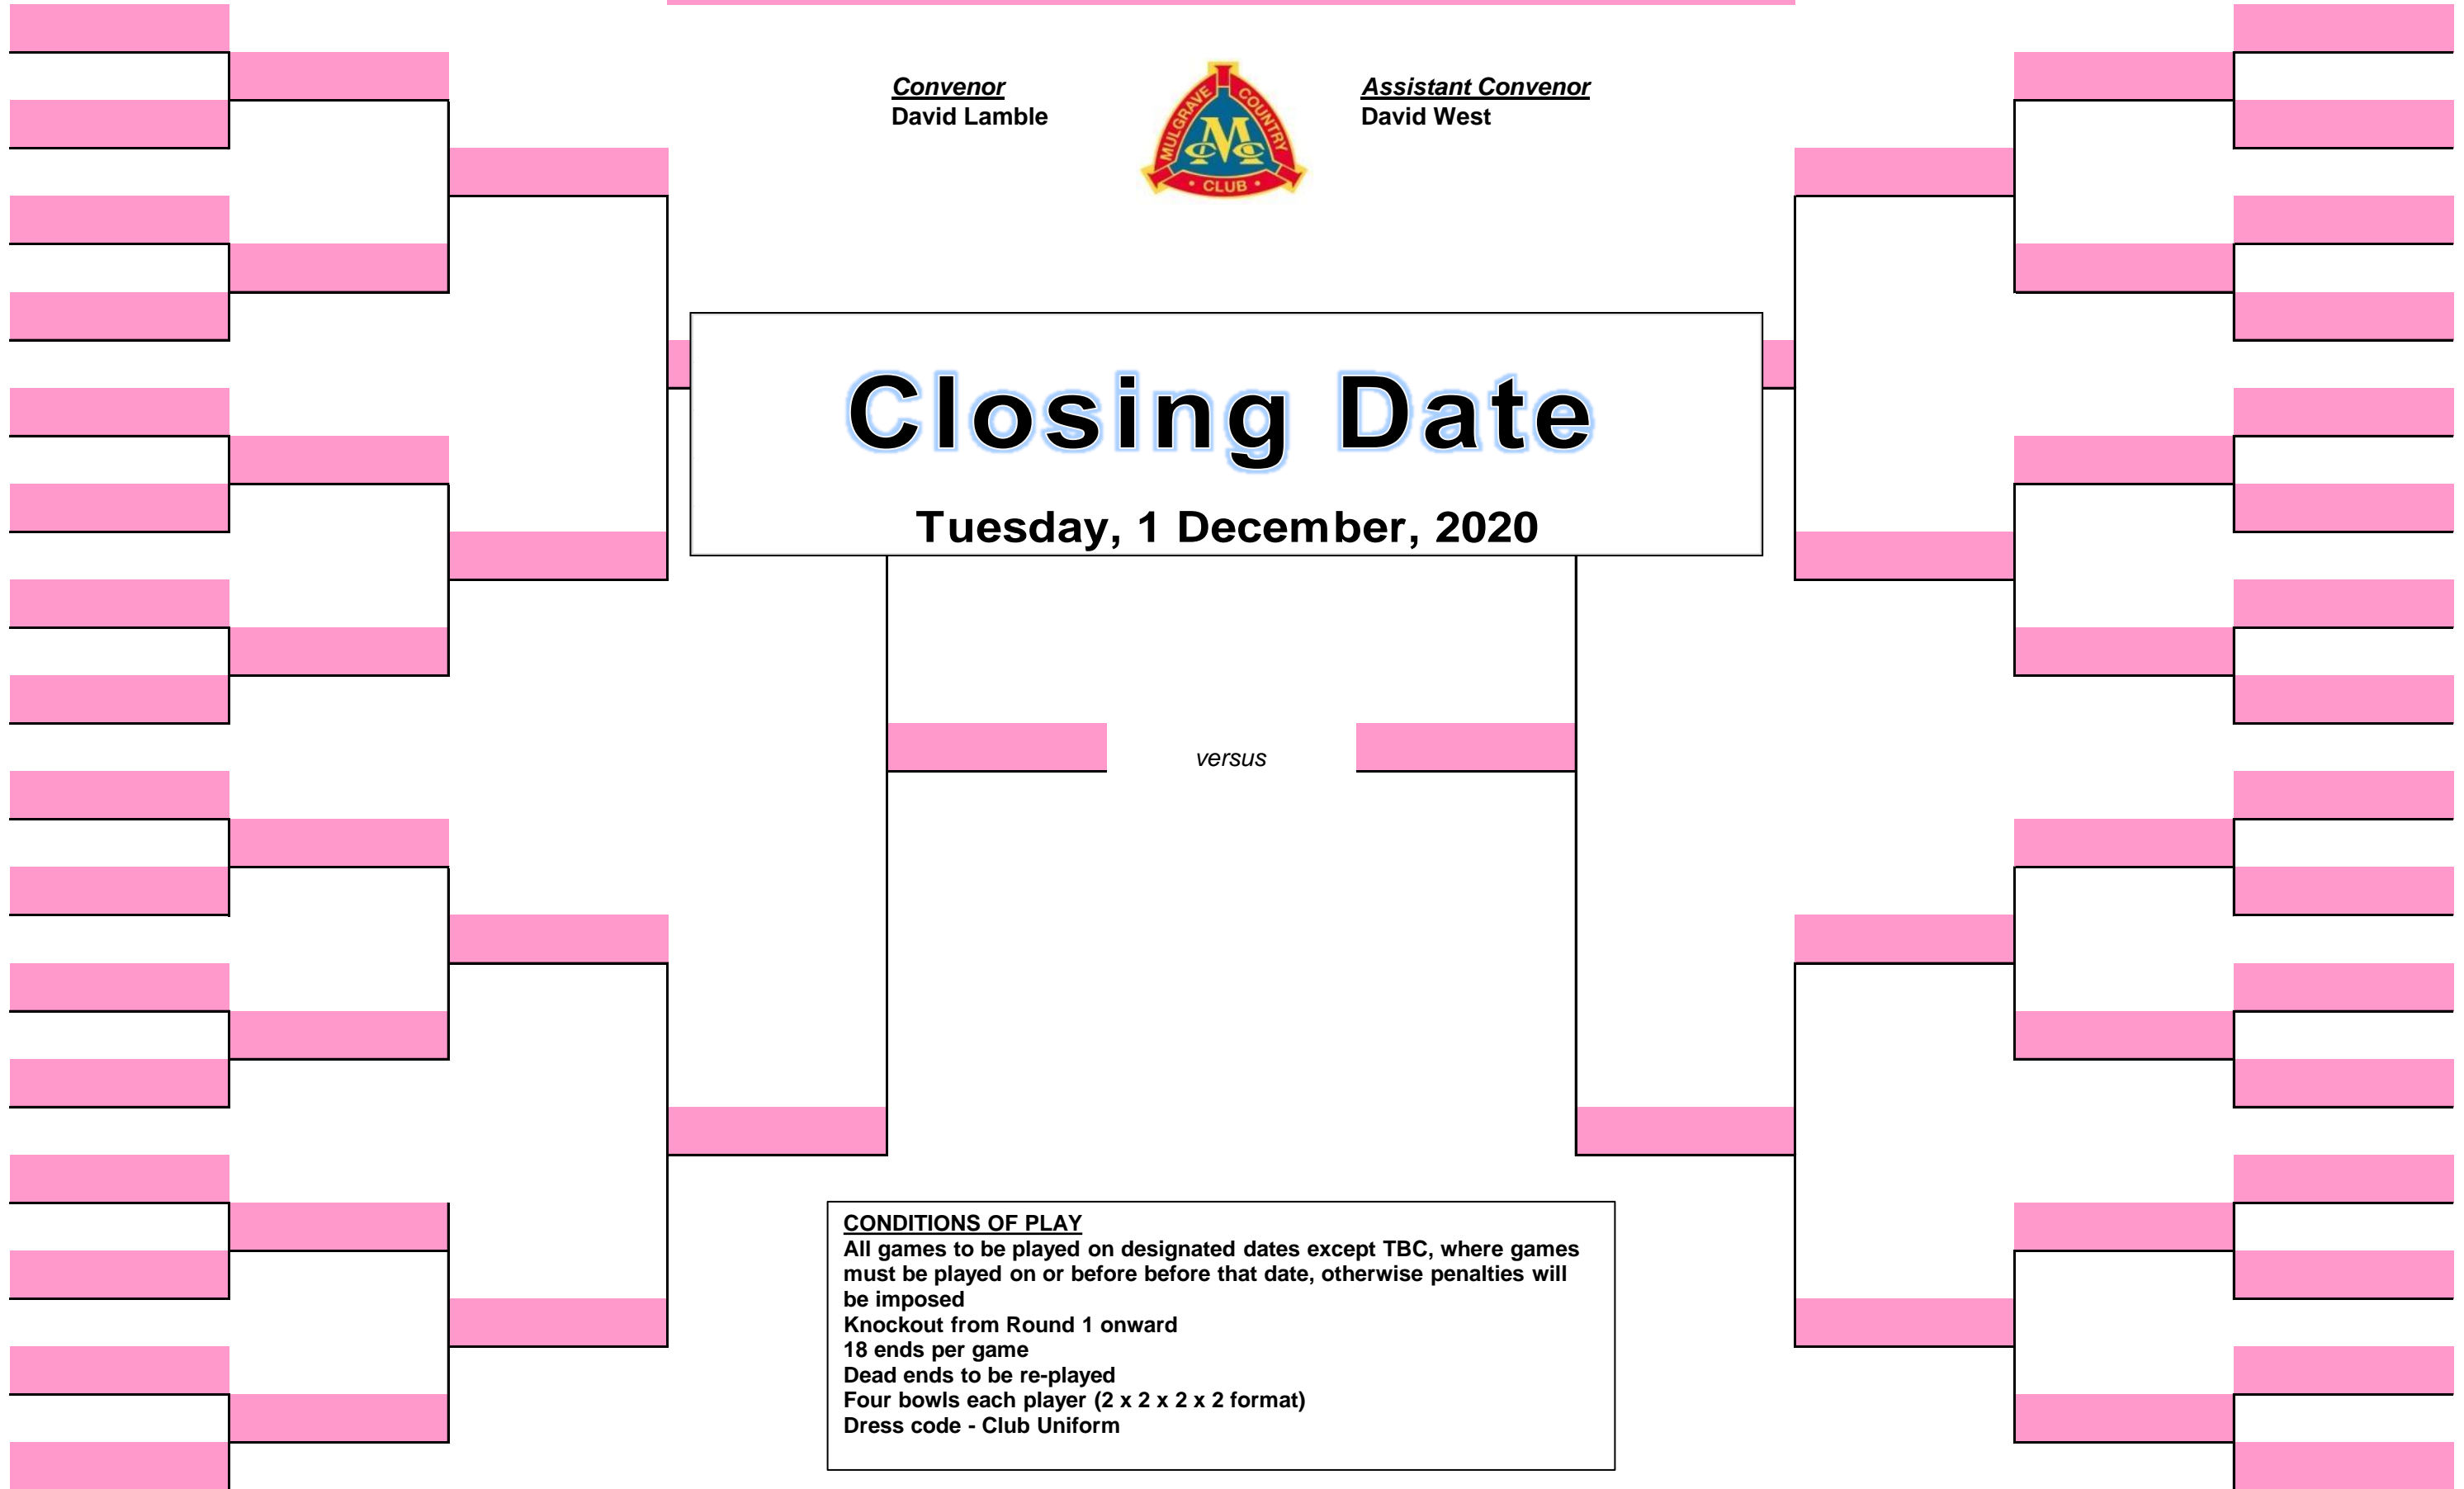 Convenor
David Lamble
MULGRAVE COUNTRY CLUB
MCC
Assistant Convenor
David West
Closing Date
Tuesday, 1 December, 2020
versus
CONDITIONS OF PLAY
All games to be played on designated dates except TBC, where games
must be played on or before before that date, otherwise penalties will
be imposed
Knockout from Round 1 onward
18 ends per game
Dead ends to be re-played
Four bowls each player (2 x 2 x 2 x 2 format)
Dress code - Club Uniform